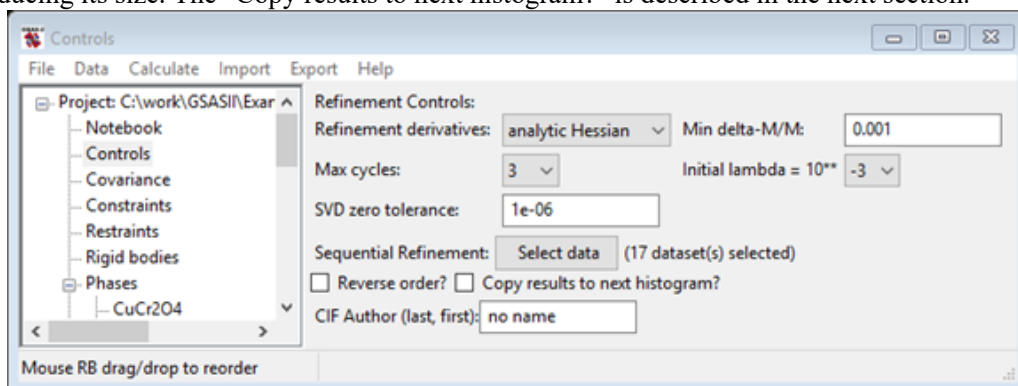 ducing its size. The "Copy results to next histogram?" is described in the next section.
Controls
File Data Calculate Import Export Help
Project: C:\work\GSASII\Exar
Notebook
Controls
Covariance
Constraints
Restraints
Rigid bodies
Phases
CuCr2O4
Refinement Controls:
Refinement derivatives: analytic Hessian Min delta-M/M: 0.001
Max cycles: 3 Initial lambda = 10** -3
SVD zero tolerance: 1e-06
Sequential Refinement: Select data (17 dataset(s) selected)
Reverse order? Copy results to next histogram?
CIF Author (last, first): no name
Mouse RB drag/drop to reorder